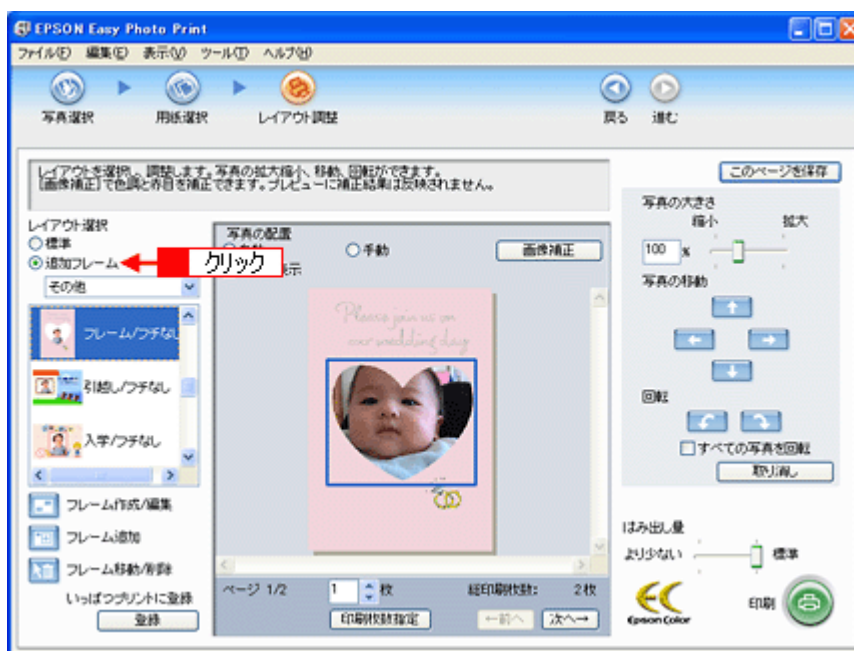 EPSON Easy Photo Print
ファイル(F) 編集(E) 表示(V) ツール(T) ヘルプ(H)
写真選択 用紙選択 レイアウト調整 戻る 進む
レイアウトを選択し、調整します。写真の拡大縮小、移動、回転ができます。
[画像補正]で色調と赤目を補正できます。プレビューに補正結果は反映されません。
このページを保存
レイアウト選択
標準
追加フレーム
クリック
その他
フレーム/フチなし
引越し/フチなし
入学/フチなし
フレーム作成/編集
フレーム追加
フレーム移動/削除
いっぱつプリントに登録
登録
写真の配置
手動
画像補正
表示
Please join us on
our wedding day
ページ 1/2 1 枚 総印刷枚数: 2枚
印刷枚数指定 ←前へ 次へ→
写真の大きさ
縮小 拡大
100 %
写真の移動
回転
すべての写真を回転
取り消し
はみ出し量
より少ない 標準
Epson Color
印刷